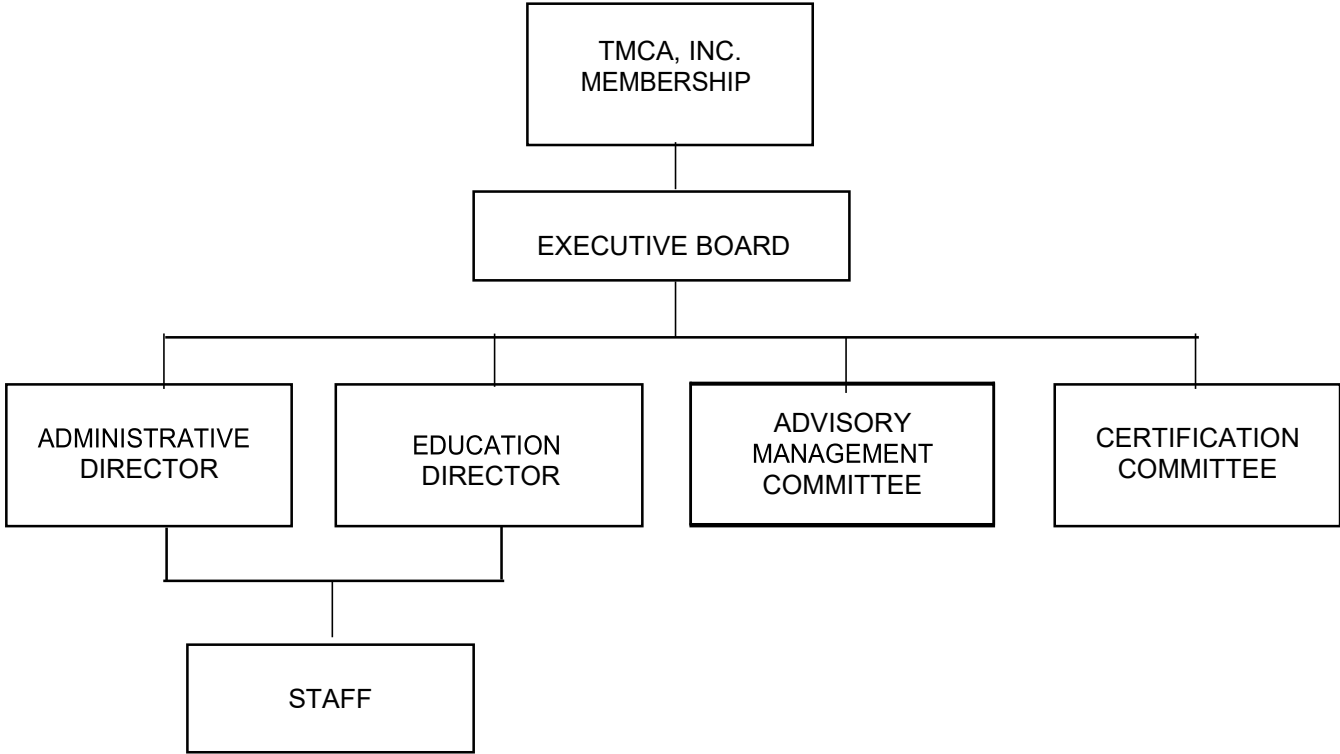 TMCA, INC.
MEMBERSHIP
EXECUTIVE BOARD
ADMINISTRATIVE
DIRECTOR
EDUCATION
DIRECTOR
ADVISORY
MANAGEMENT
COMMITTEE
CERTIFICATION
COMMITTEE
STAFF